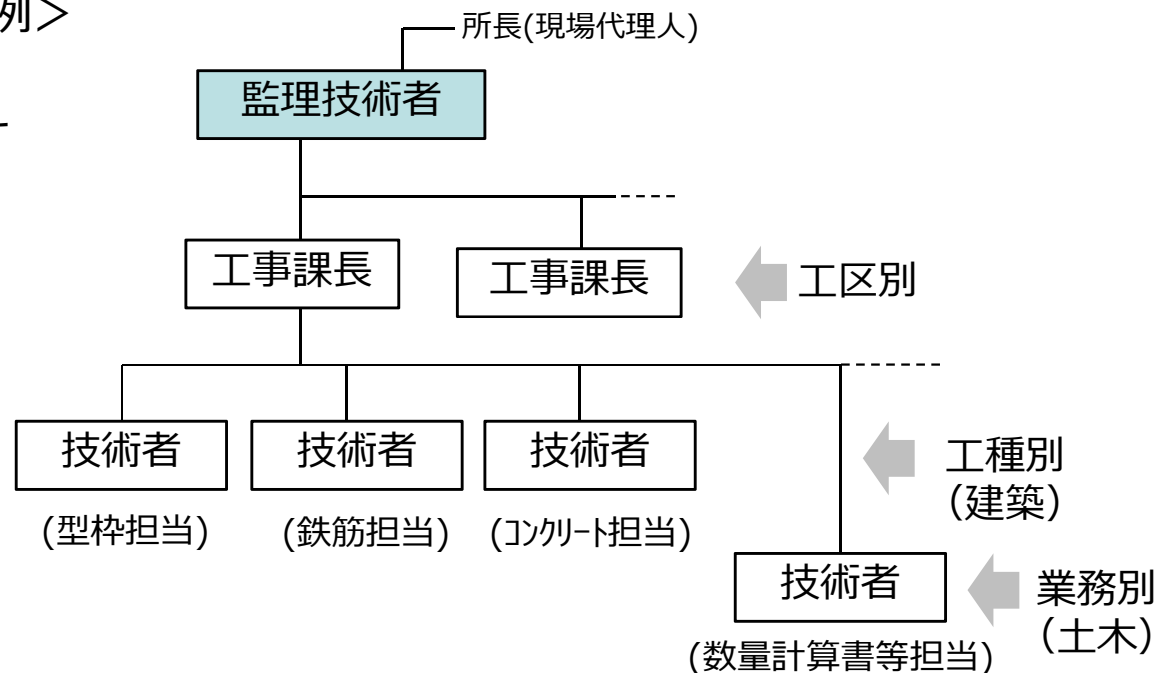 例＞
所長(現場代理人)
監理技術者
工事課長
工事課長
工区別
技術者
技術者
技術者
工種別
(建築)
(型枠担当)
(鉄筋担当)
(ｺﾝｸﾘｰﾄ担当)
技術者
業務別
(土木)
(数量計算書等担当)